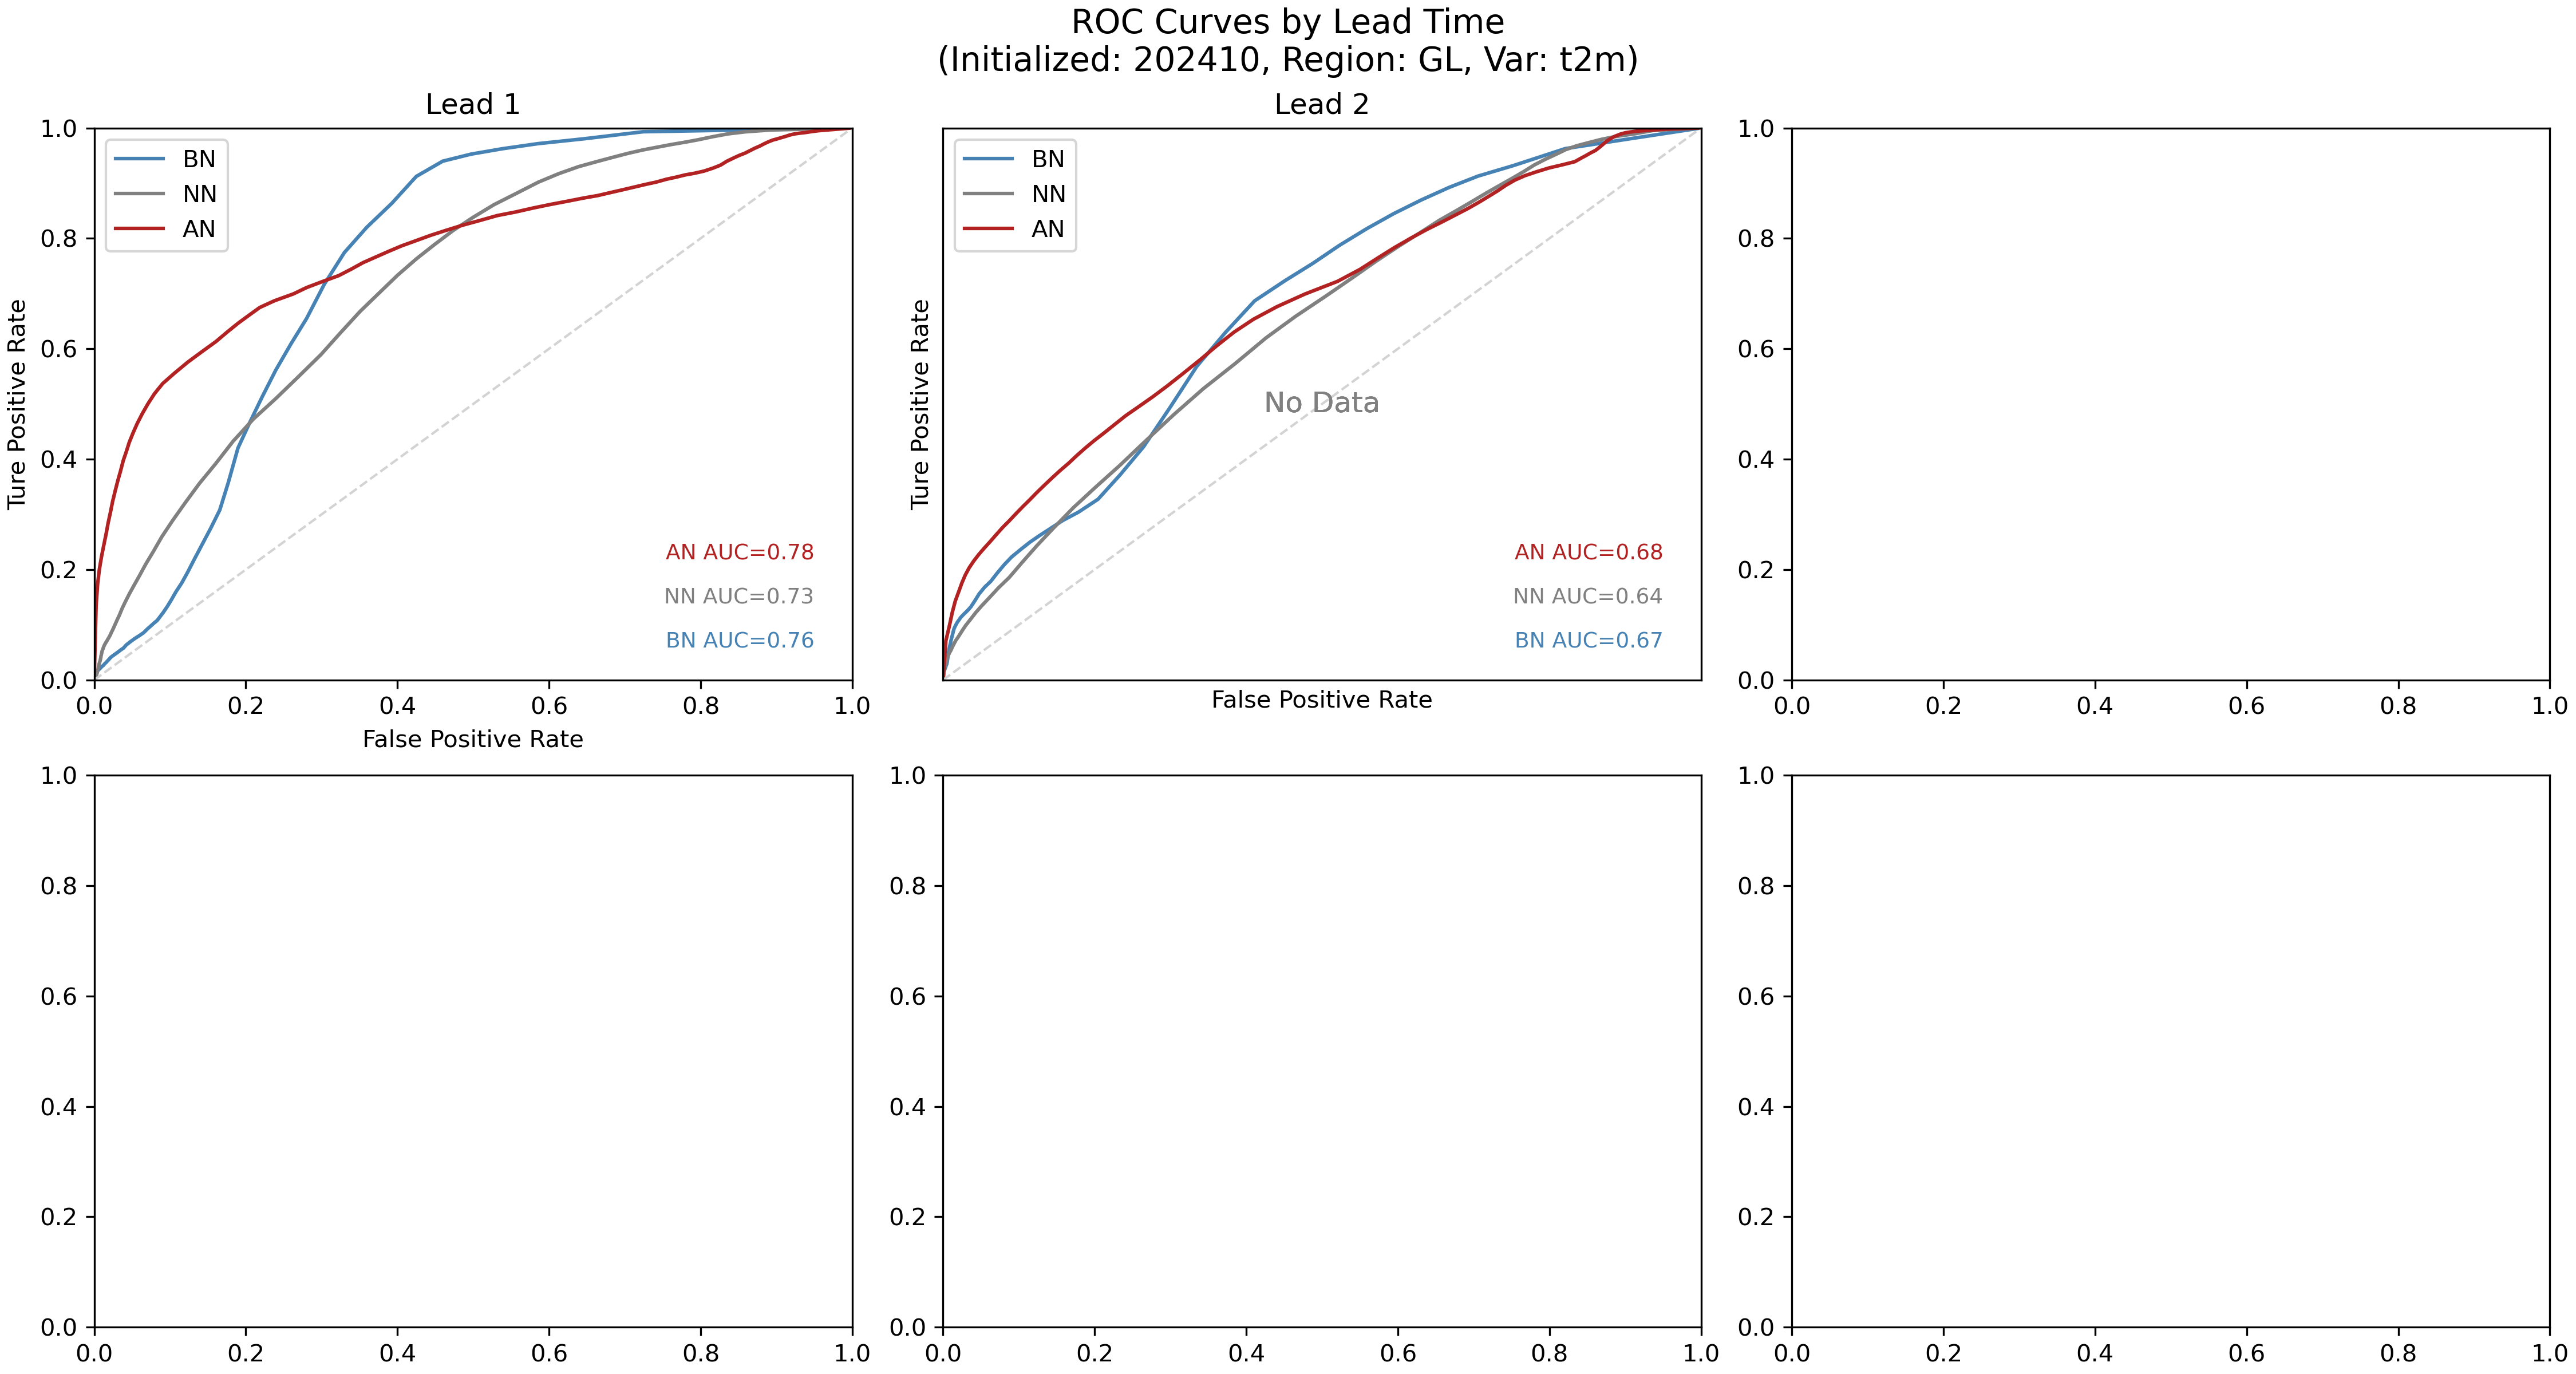 ROC Curves by Lead Time
(Initialized: 202410, Region: GL, Var: t2m)
Lead 1
1.0
0.8
0.6
0.4
0.2
0.0
Ture Positive Rate
BN
NN
AN
AN AUC=0.78
NN AUC=0.73
BN AUC=0.76
0.0 0.2 0.4 0.6 0.8 1.0
False Positive Rate
Lead 2
Ture Positive Rate
BN
NN
AN
No Data
AN AUC=0.68
NN AUC=0.64
BN AUC=0.67
False Positive Rate
1.0
0.8
0.6
0.4
0.2
0.0
0.0 0.2 0.4 0.6 0.8 1.0
1.0
0.8
0.6
0.4
0.2
0.0
0.0 0.2 0.4 0.6 0.8 1.0
1.0
0.8
0.6
0.4
0.2
0.0
0.0 0.2 0.4 0.6 0.8 1.0
1.0
0.8
0.6
0.4
0.2
0.0
0.0 0.2 0.4 0.6 0.8 1.0